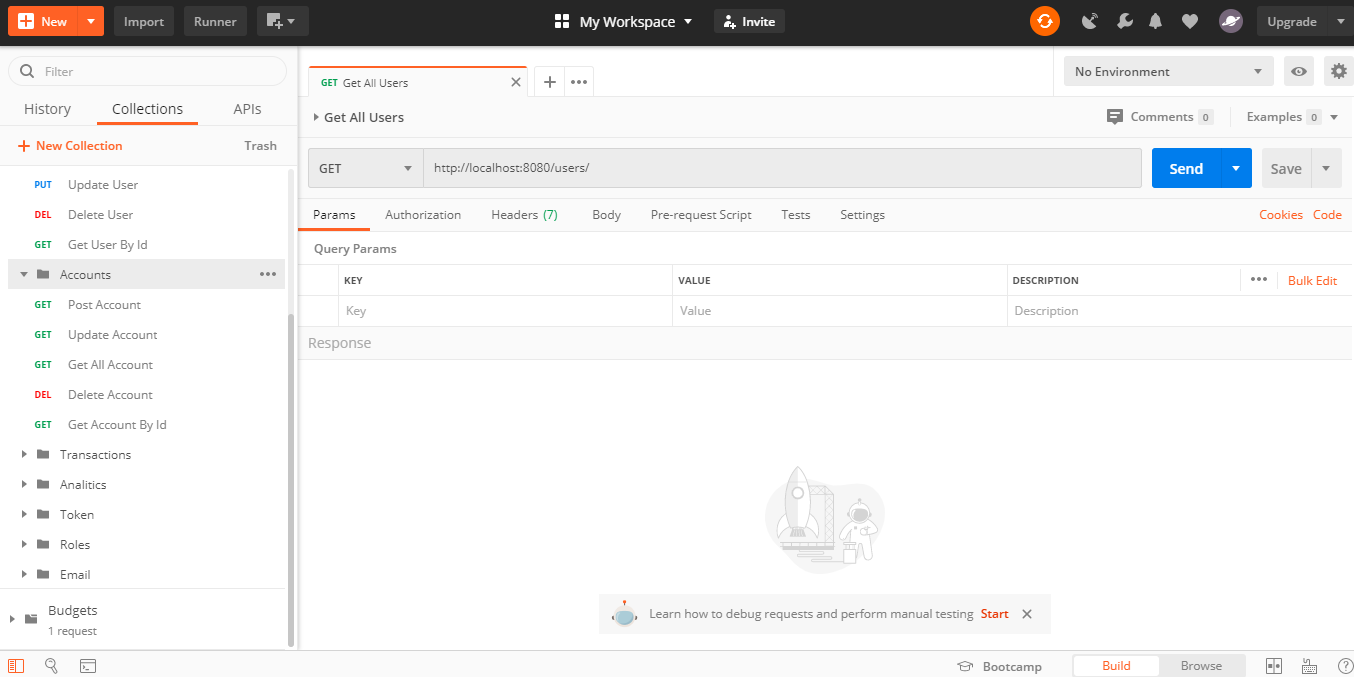 New
Import
Runner
My Workspace
Invite
Upgrade
Filter
History
Collections
APIs
New Collection
Trash
PUT Update User
DEL Delete User
GET Get User By Id
Accounts
GET Post Account
GET Update Account
GET Get All Account
DEL Delete Account
GET Get Account By Id
Transactions
Analitics
Token
Roles
Email
Budgets
1 request
GET Get All Users
No Environment
Get All Users
Comments 0
Examples 0
GET
http://localhost:8080/users/
Send
Save
Params
Authorization
Headers (7)
Body
Pre-request Script
Tests
Settings
Cookies
Code
Query Params
KEY
VALUE
DESCRIPTION
Bulk Edit
Key
Value
Description
Response
Learn how to debug requests and perform manual testing Start
Bootcamp
Build
Browse